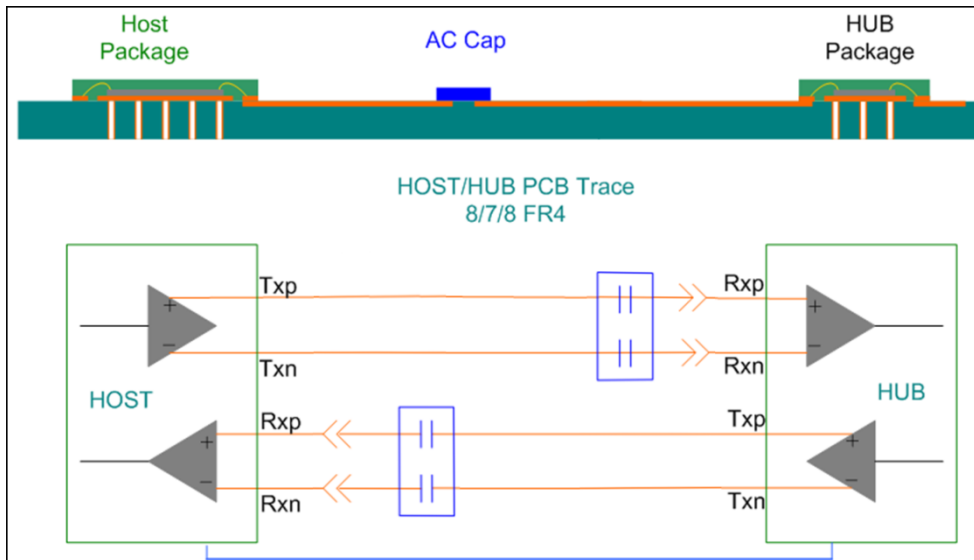 Host
Package
AC Cap
HUB
Package
HOST/HUB PCB Trace
8/7/8 FR4
Txp
Rxp
+
+
−
−
Txn
Rxn
HOST
HUB
Rxp
Txp
+
+
−
−
Rxn
Txn